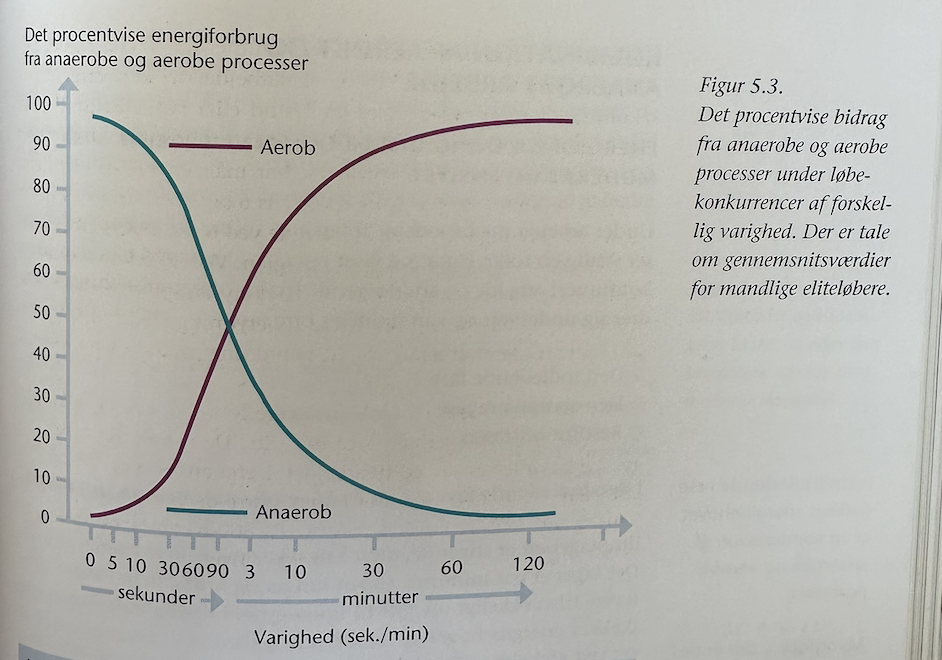 Det procentvise energiforbrug
fra anaerobe og aerobe processer
100
90
80
70
60
50
40
30
20
10
0
Aerob
Anaerob
0 5 10 30 60 90 3 10 30 60 120
sekunder minutter
Varighed (sek./min)
Figur 5.3.
Det procentvise bidrag
fra anaerobe og aerobe
processer under løbe-
konkurrencer af forskel-
lig varighed. Der er tale
om gennemsnitsværdier
for mandlige eliteløbere.